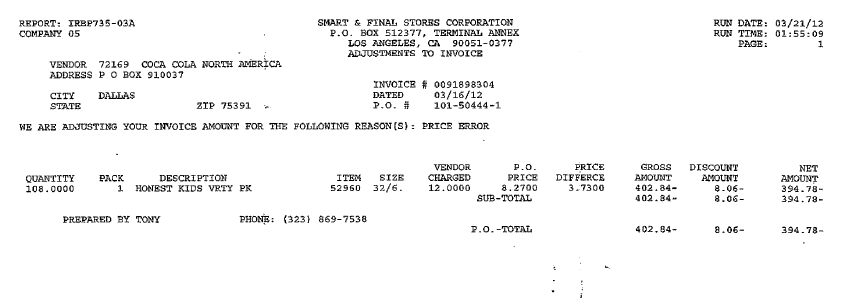 REPORT: IRBP735-03A SMART & FINAL STORES CORPORATION RUN DATE: 03/21/12
COMPANY 05 P.O. BOX 512377, TERMINAL ANNEX RUN TIME: 01:55:09
LOS ANGELES, CA 90051-0377 PAGE: 1
ADJUSTMENTS TO INVOICE
VENDOR 72169 COCA COLA NORTH AMERICA
ADDRESS P O BOX 910037
INVOICE # 0091898304
CITY DALLAS DATED 03/16/12
STATE ZIP 75391 P.O. # 101-50444-1
WE ARE ADJUSTING YOUR INVOICE AMOUNT FOR THE FOLLOWING REASON(S): PRICE ERROR
VENDOR P.O. PRICE GROSS DISCOUNT NET
QUANTITY PACK DESCRIPTION ITEM SIZE CHARGED PRICE DIFFERCE AMOUNT AMOUNT AMOUNT
108.0000 1 HONEST KIDS VRTY PK 52960 32/6. 12.0000 8.2700 3.7300 402.84- 8.06- 394.78-
SUB-TOTAL 402.84- 8.06- 394.78-
PREPARED BY TONY PHONE: (323) 869-7538
P.O.-TOTAL 402.84- 8.06- 394.78-